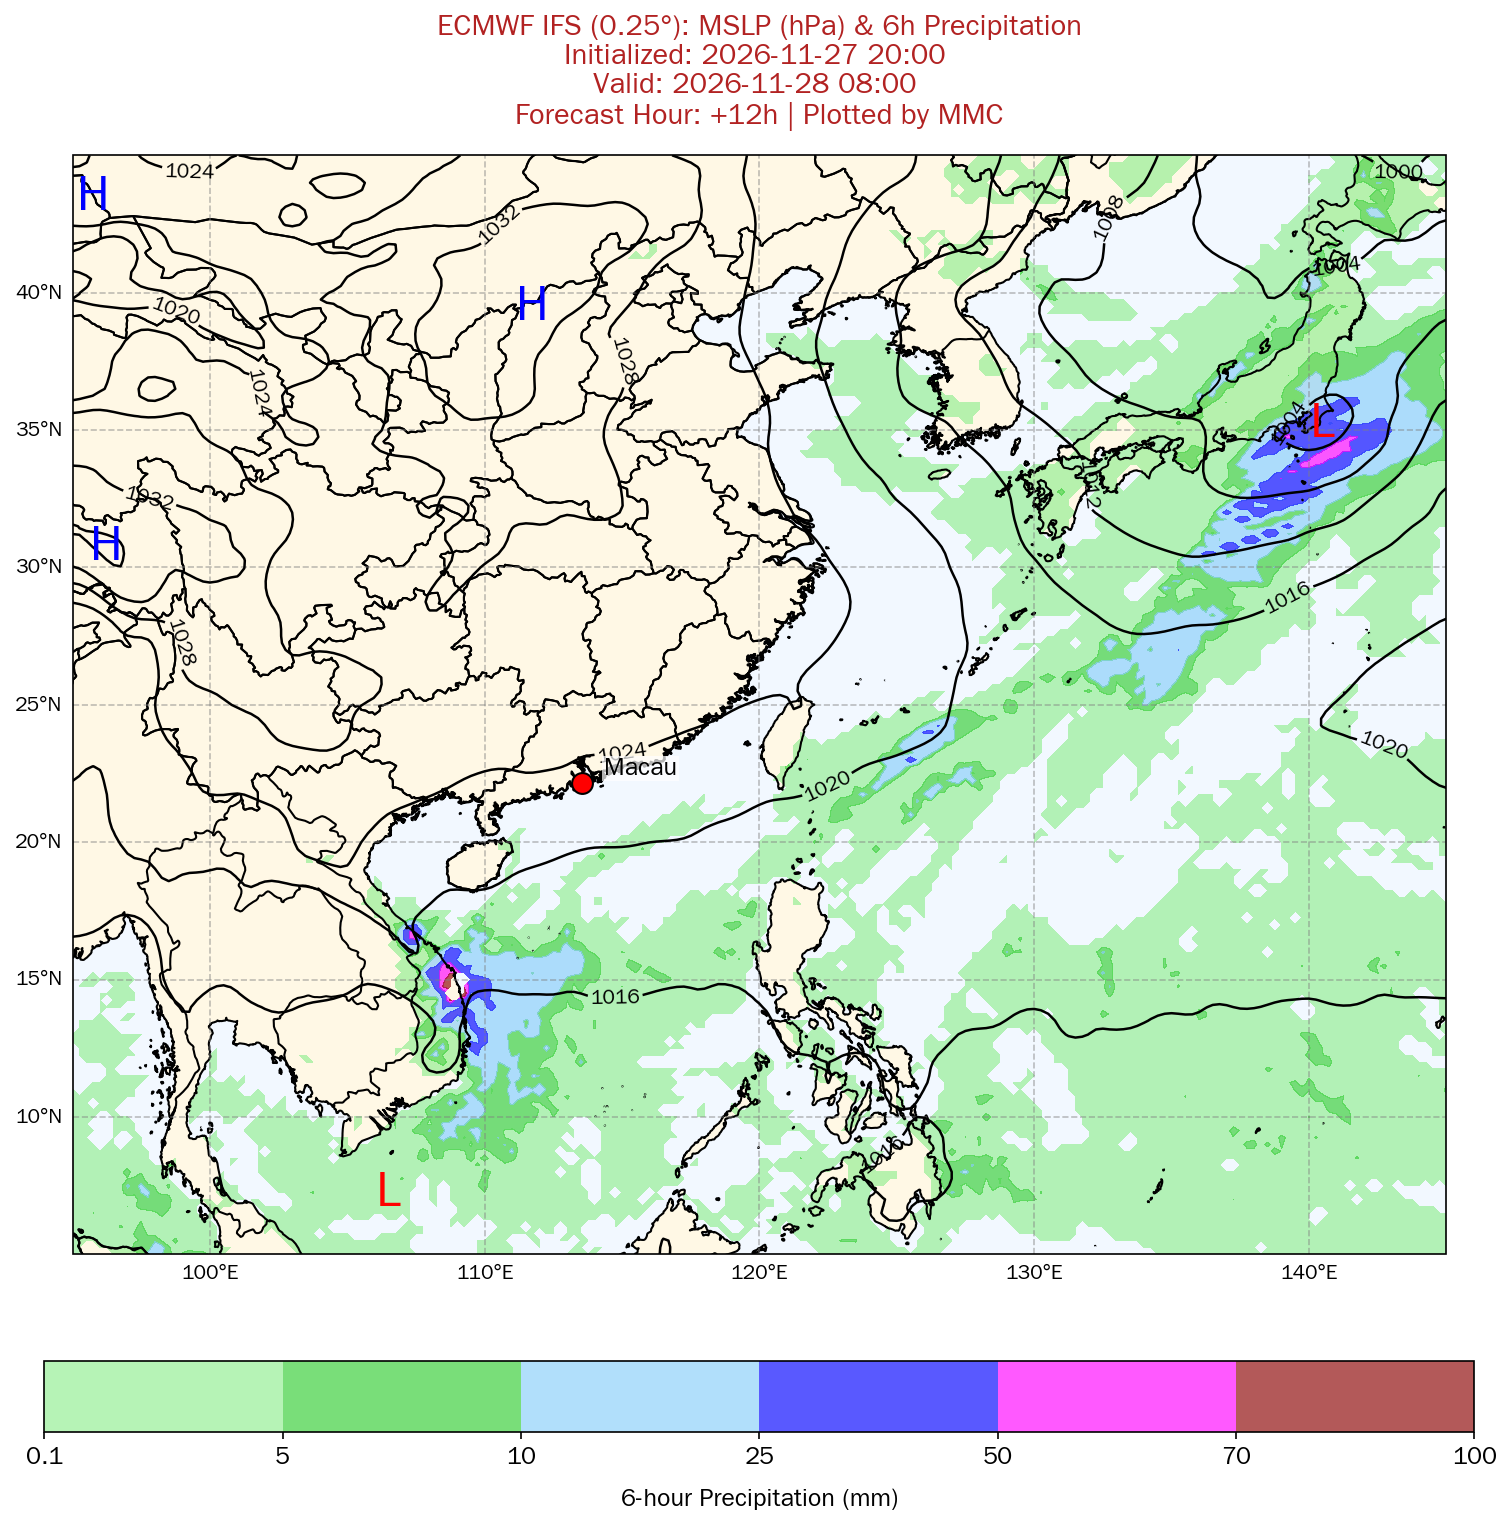 ECMWF IFS (0.25°): MSLP (hPa) & 6h Precipitation
Initialized: 2026-11-27 20:00
Valid: 2026-11-28 08:00
Forecast Hour: +12h | Plotted by MMC
1024
1000
H
1032
1008
1004
40°N
H
1020
1028
1024
35°N
1004
L
1032
1012
H
30°N
1016
1028
25°N
1020
1024
Macau
1020
20°N
15°N
1016
10°N
1016
L
100°E
110°E
120°E
130°E
140°E
0.1
5
10
25
50
70
100
6-hour Precipitation (mm)